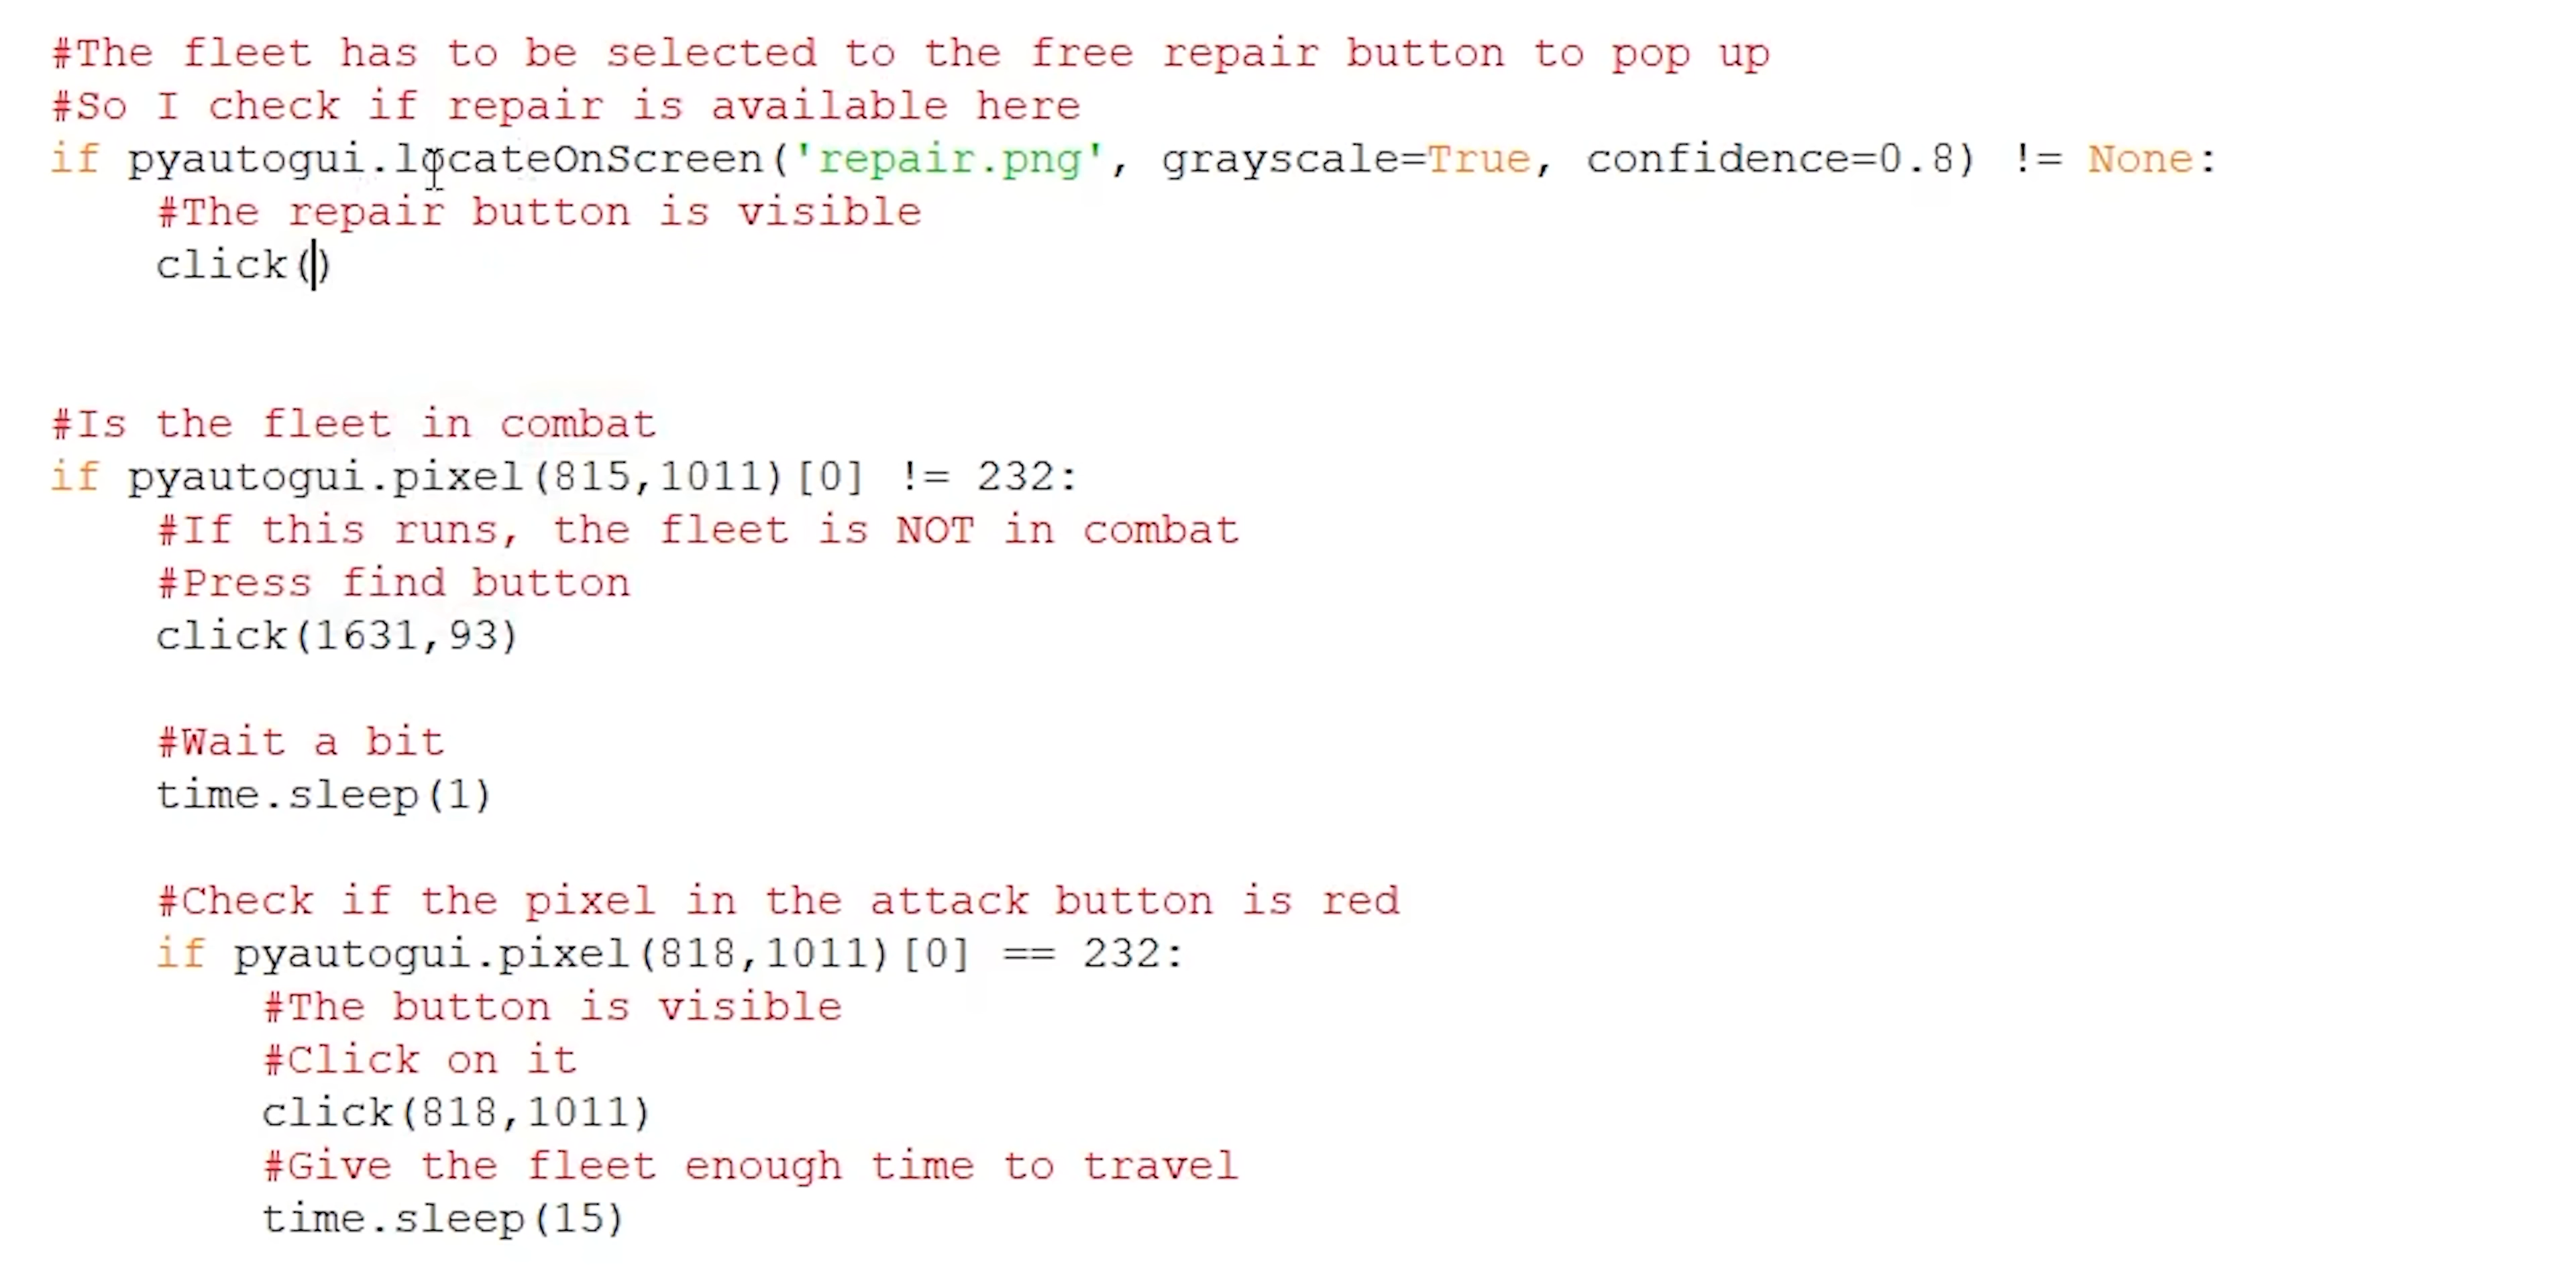 #The fleet has to be selected to the free repair button to pop up
#So I check if repair is available here
if pyautogui.locateOnScreen('repair.png', grayscale=True, confidence=0.8) != None:
    #The repair button is visible
    click()
#Is the fleet in combat
if pyautogui.pixel(815,1011)[0] != 232:
    #If this runs, the fleet is NOT in combat
    #Press find button
    click(1631,93)
    #Wait a bit
    time.sleep(1)
    #Check if the pixel in the attack button is red
    if pyautogui.pixel(818,1011)[0] == 232:
        #The button is visible
        #Click on it
        click(818,1011)
        #Give the fleet enough time to travel
        time.sleep(15)